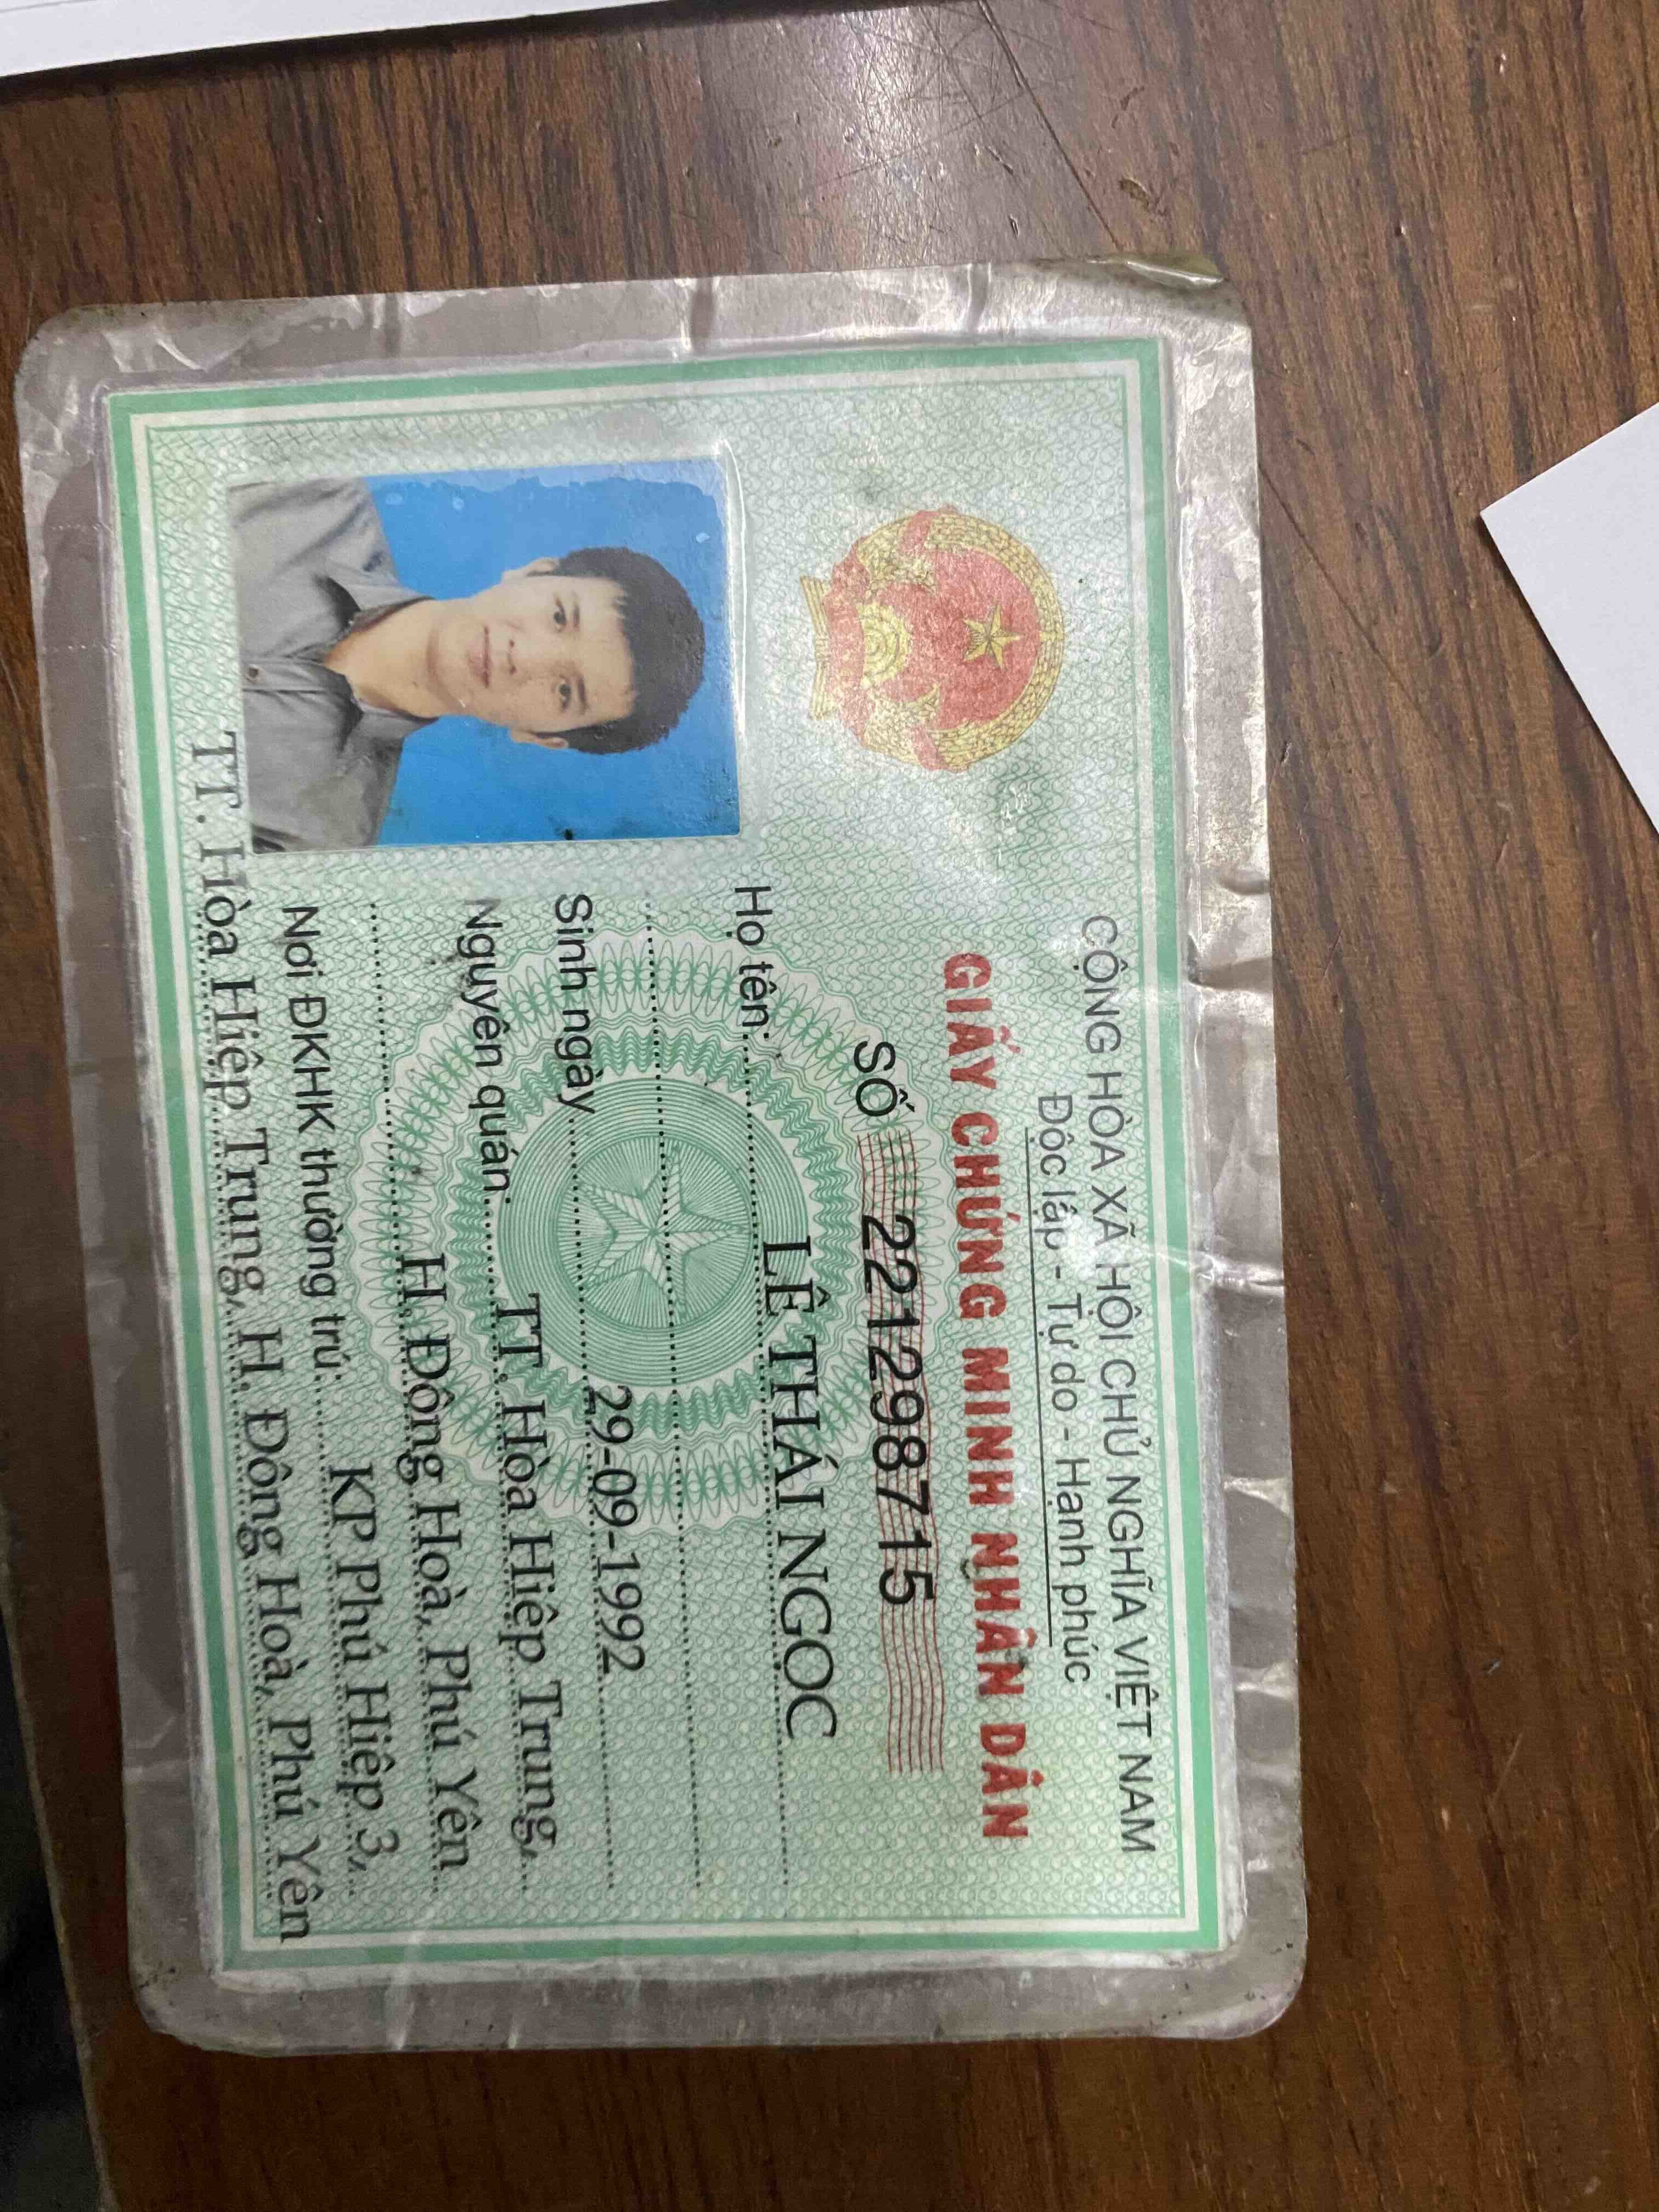 CỘNG HÒA XÃ HỘI CHỦ NGHĨA VIỆT NAM
Độc lập - Tự do - Hạnh phúc
GIẤY CHỨNG MINH NHÂN DÂN
SỐ 221298715
Họ tên: LÊ THÁI NGỌC
Sinh ngày 29-09-1992
Nguyên quán: TT. Hòa Hiệp Trung,
H. Đông Hoà, Phú Yên
Nơi ĐKHK thường trú: KP Phú Hiệp 3,
TT. Hòa Hiệp Trung, H. Đông Hoà, Phú Yên